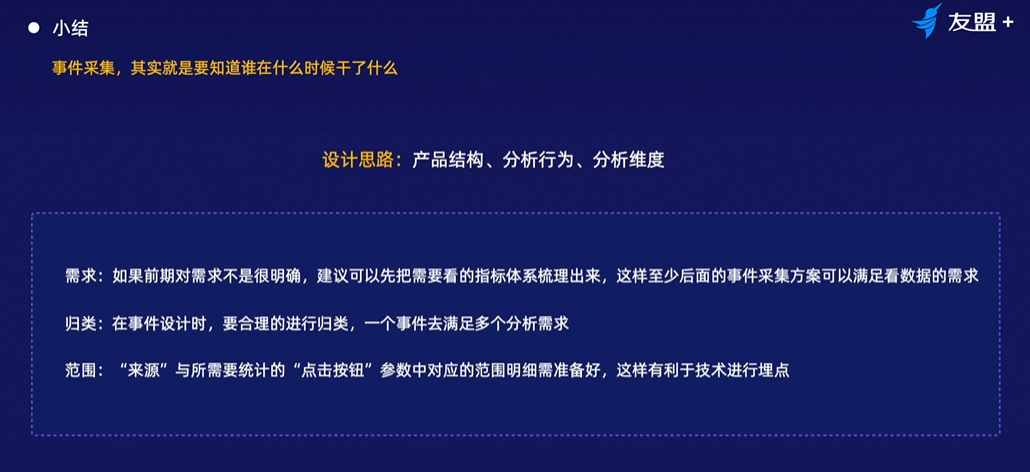 小结
友盟+
事件采集，其实就是要知道谁在什么时候干了什么
设计思路：产品结构、分析行为、分析维度
需求：如果前期对需求不是很明确，建议可以先把需要看的指标体系梳理出来，这样至少后面的事件采集方案可以满足看数据的需求
归类：在事件设计时，要合理的进行归类，一个事件去满足多个分析需求
范围：“来源”与所需要统计的“点击按钮”参数中对应的范围明细需准备好，这样有利于技术进行埋点